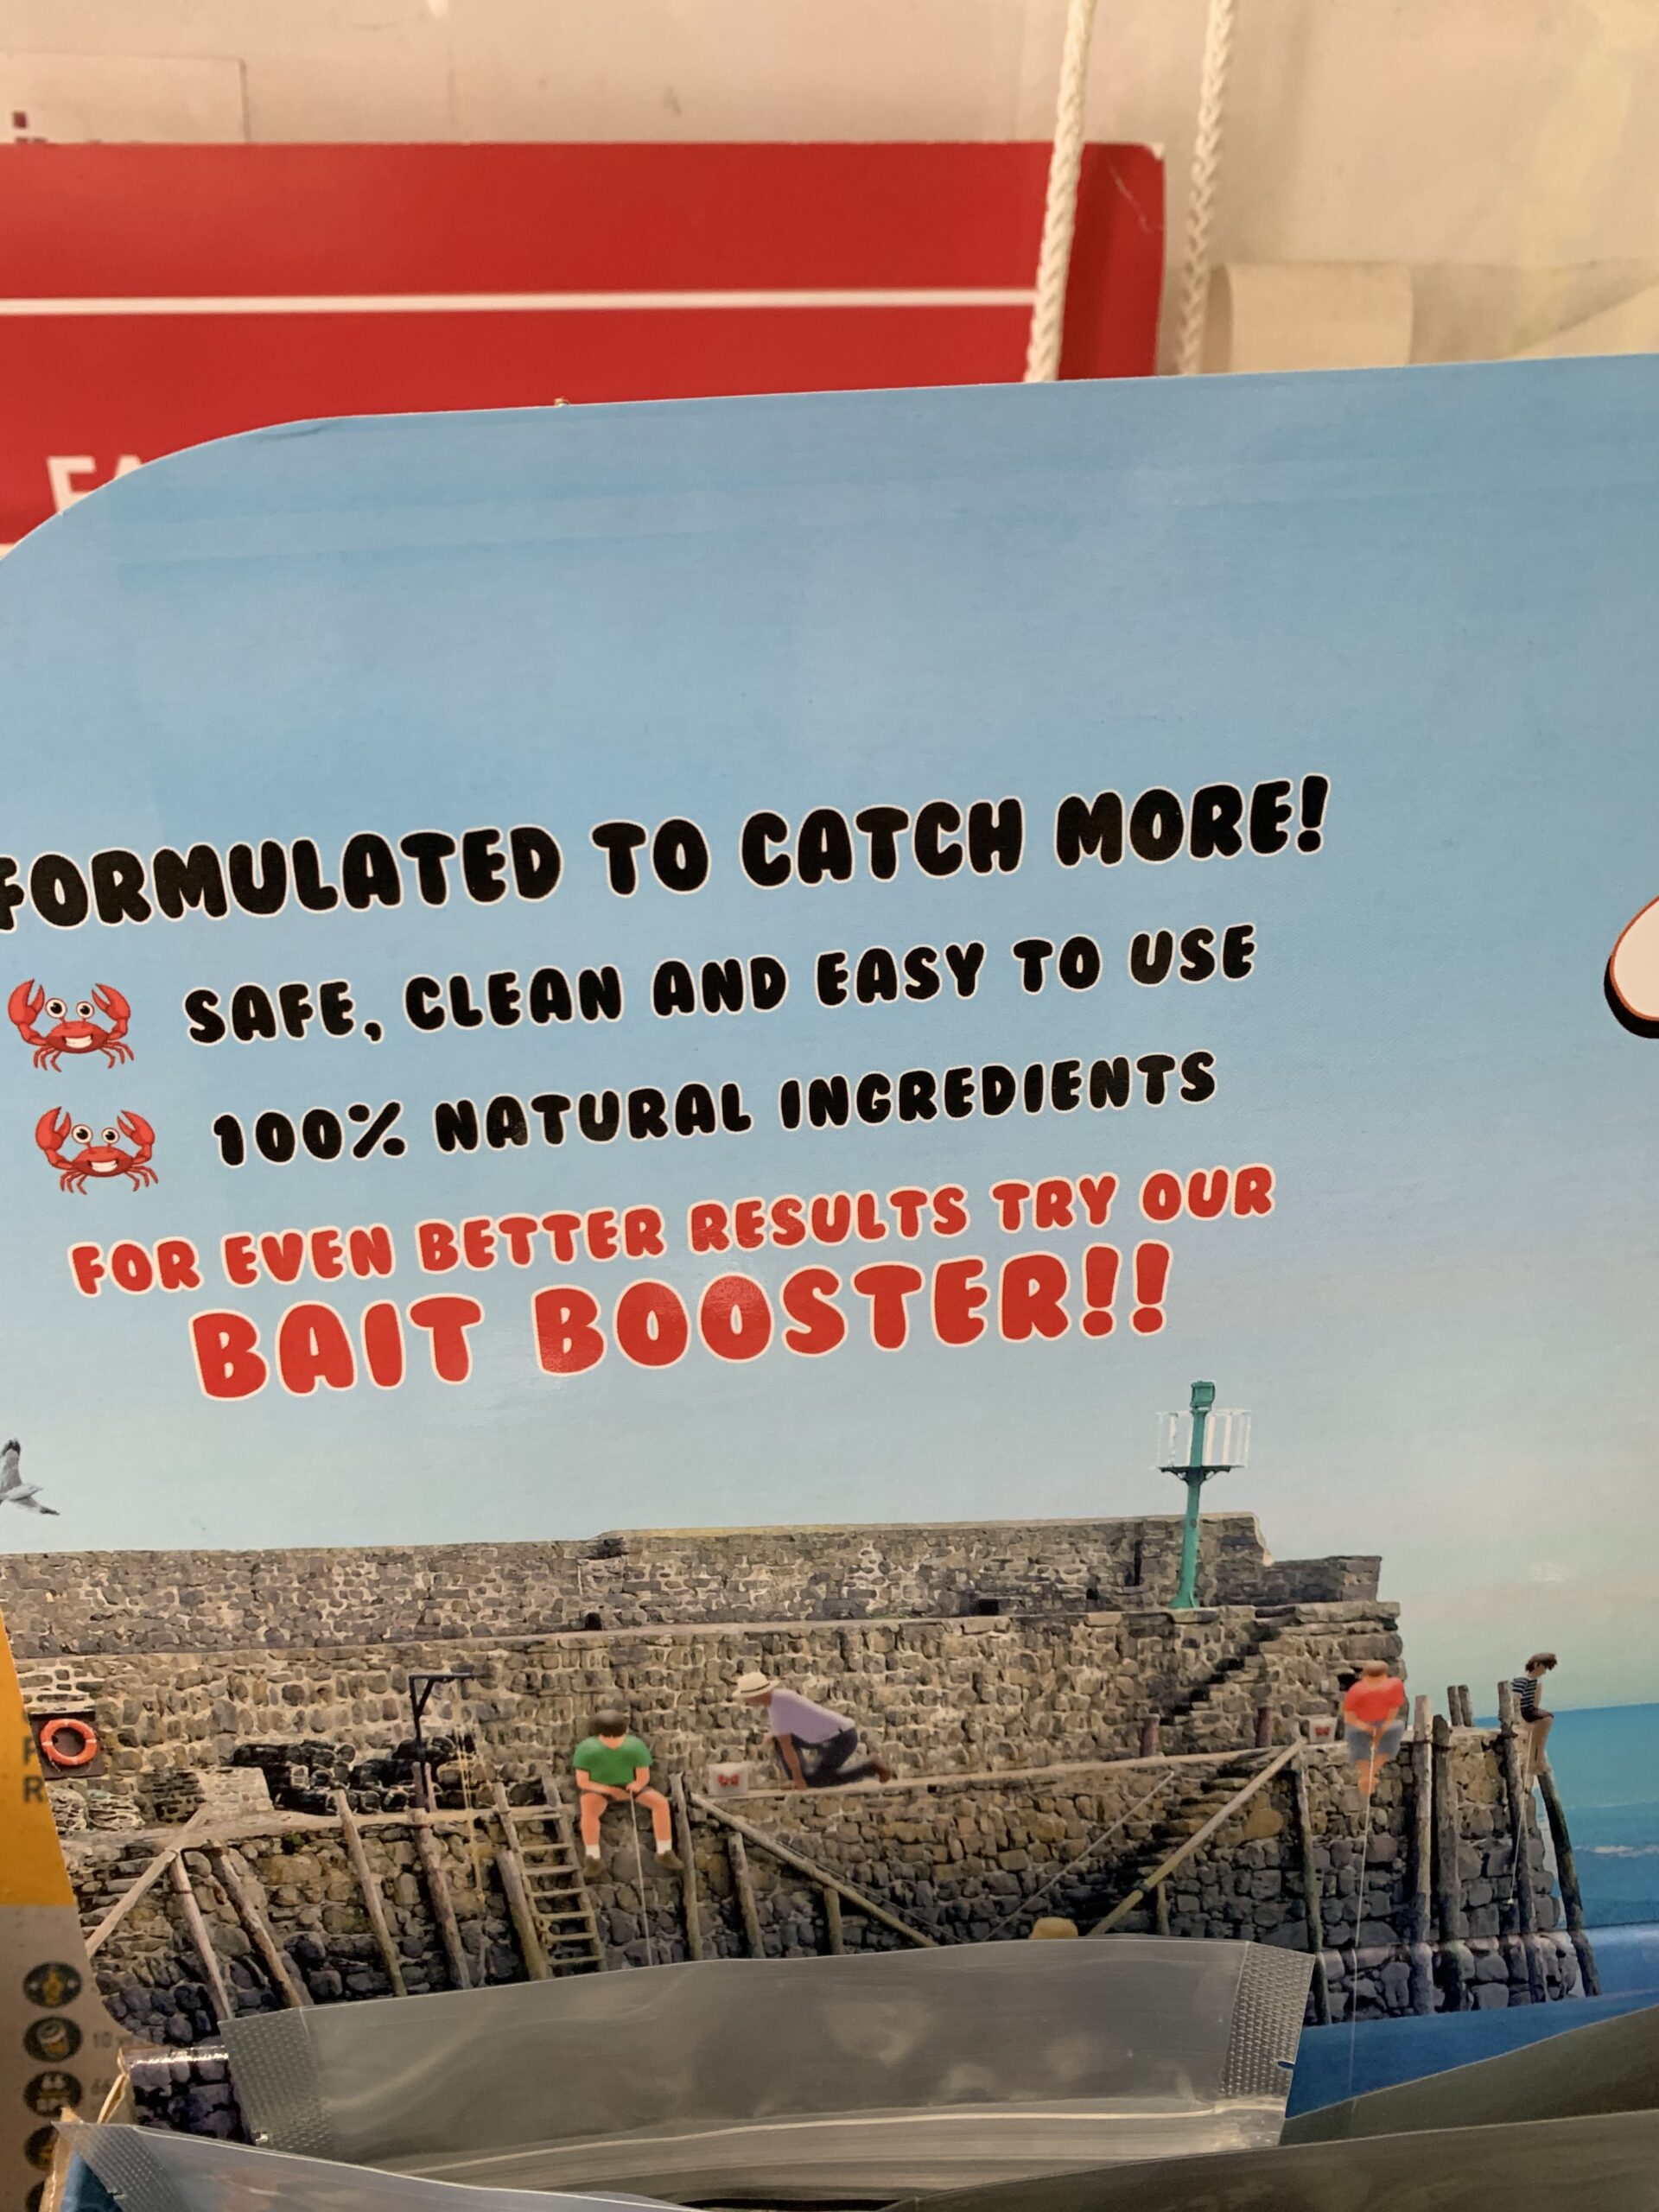 FORMULATED TO CATCH MORE!
SAFE, CLEAN AND EASY TO USE
100% NATURAL INGREDIENTS
FOR EVEN BETTER RESULTS TRY OUR
BAIT BOOSTER!!